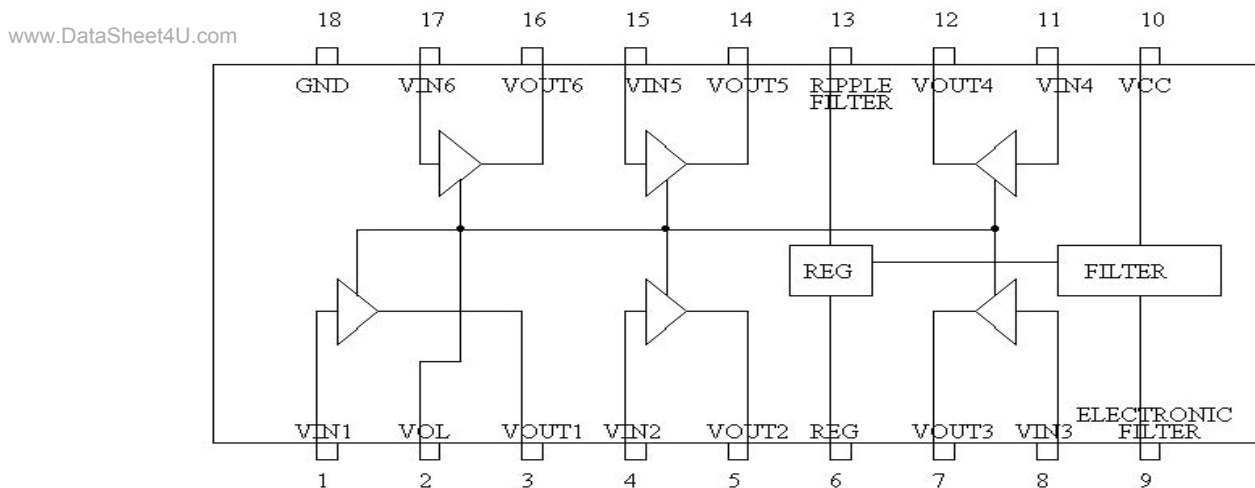 18 17 16 15 14 13 12 11 10
www.DataSheet4U.com
GND VIN6 VOUT6 VIN5 VOUT5 RIPPLE VOUT4 VIN4 VCC
FILTER
REG FILTER
ELECTRONIC
VIN1 VOL VOUT1 VIN2 VOUT2 REG VOUT3 VIN3 FILTER
1 2 3 4 5 6 7 8 9